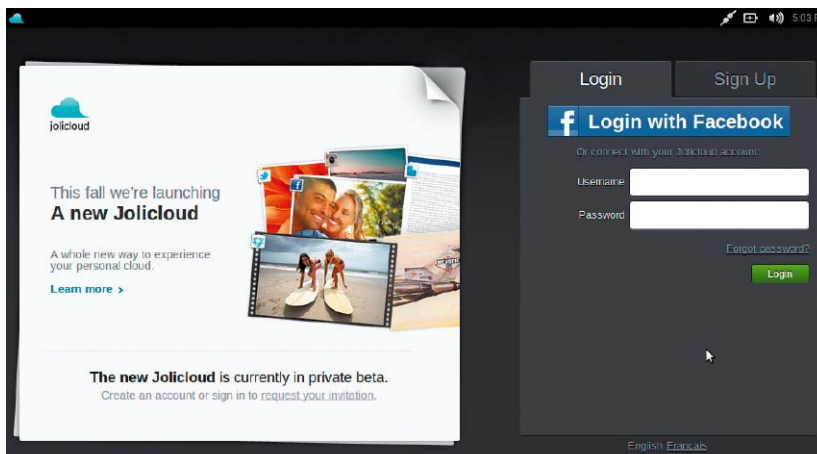 5:03
jolicloud
This fall we're launching
A new Jolicloud
A whole new way to experience
your personal cloud.
Learn more >
The new Jolicloud is currently in private beta.
Create an account or sign in to request your invitation.
Login
Sign Up
f Login with Facebook
Or connect with your Jolicloud account:
Username
Password
Forgot password?
Login
English Français